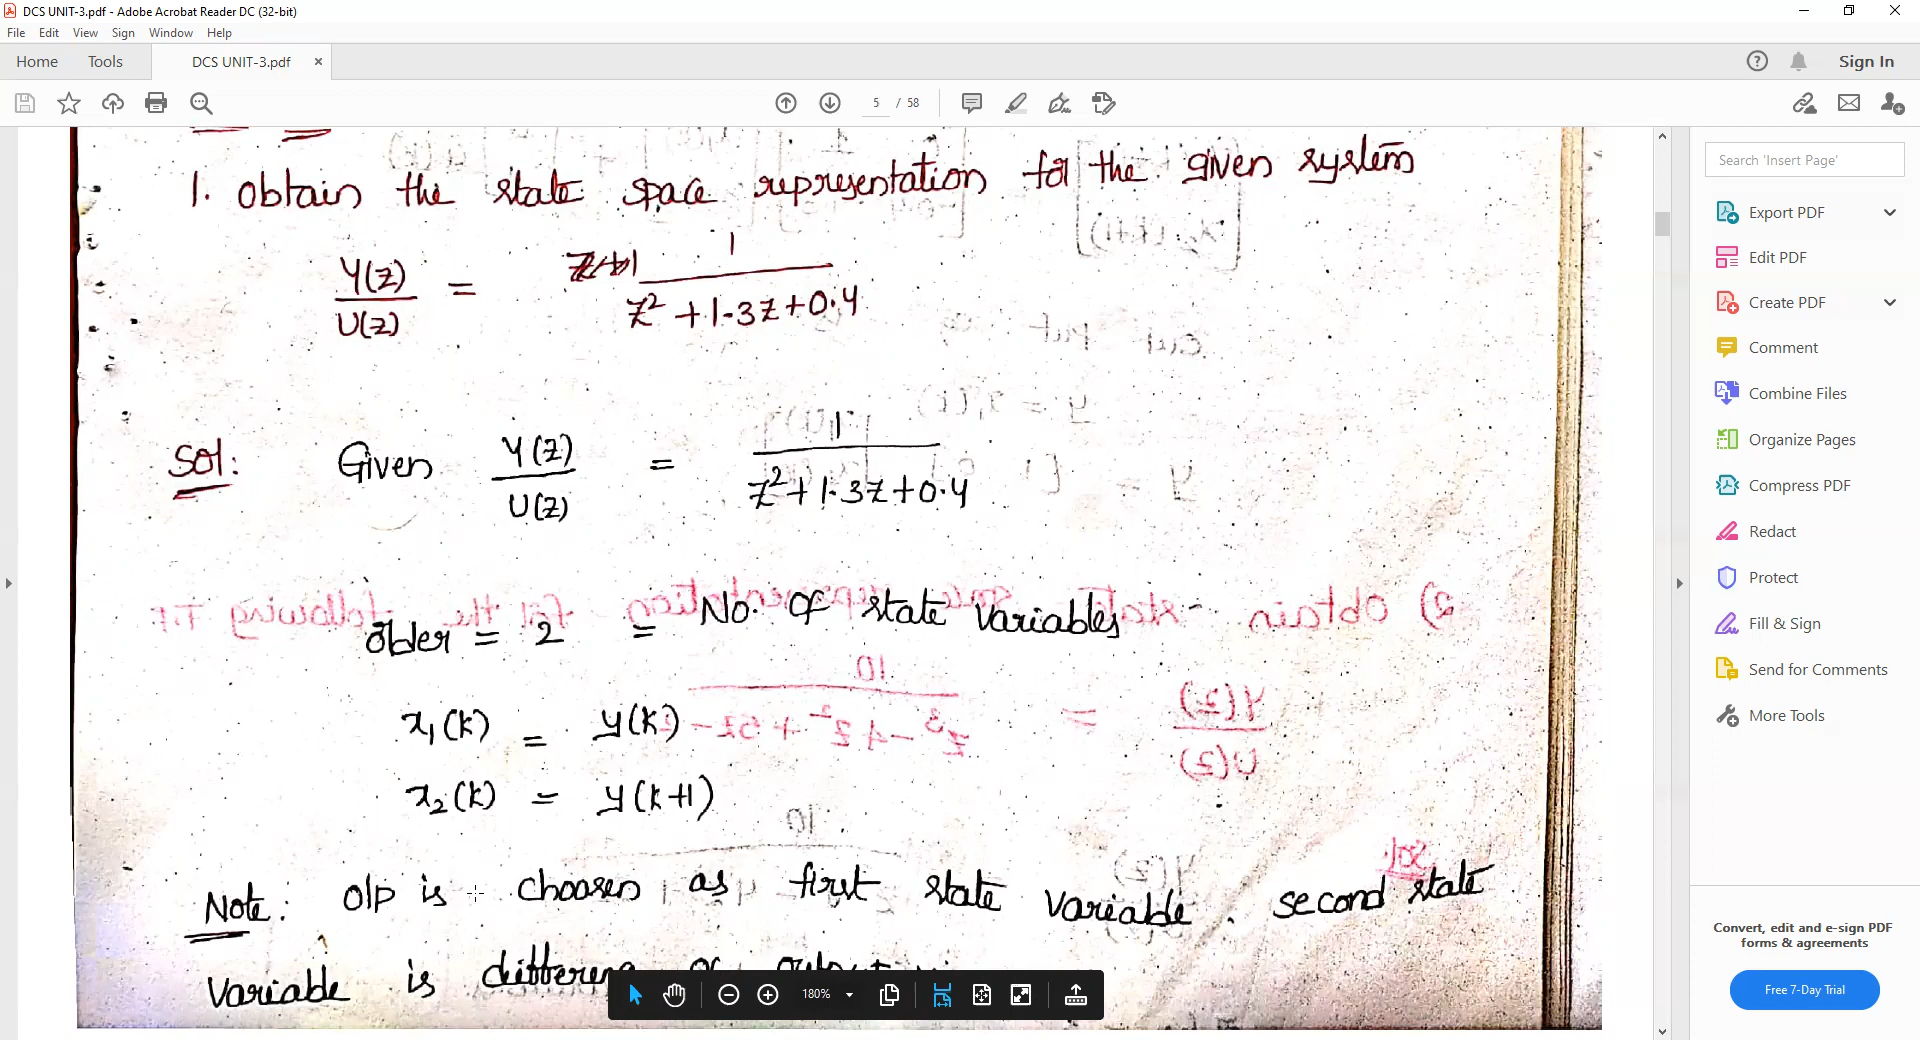 DCS UNIT-3.pdf - Adobe Acrobat Reader DC (32-bit)
File Edit View Sign Window Help
Home Tools DCS UNIT-3.pdf × Sign In
5 / 58
1. obtain the state space representation for the given system
Y(z)/U(z) = 1/(z² + 1.3z + 0.4)
Sol: Given Y(z)/U(z) = 1/(z² + 1.3z + 0.4)
order = 2 = No. of state variables
x₁(k) = y(k)
x₂(k) = y(k+1)
Note: o/p is choosen as first state variable. second state
variable is
180%
Search 'Insert Page'
Export PDF
Edit PDF
Create PDF
Comment
Combine Files
Organize Pages
Compress PDF
Redact
Protect
Fill & Sign
Send for Comments
More Tools
Convert, edit and e-sign PDF
forms & agreements
Free 7-Day Trial